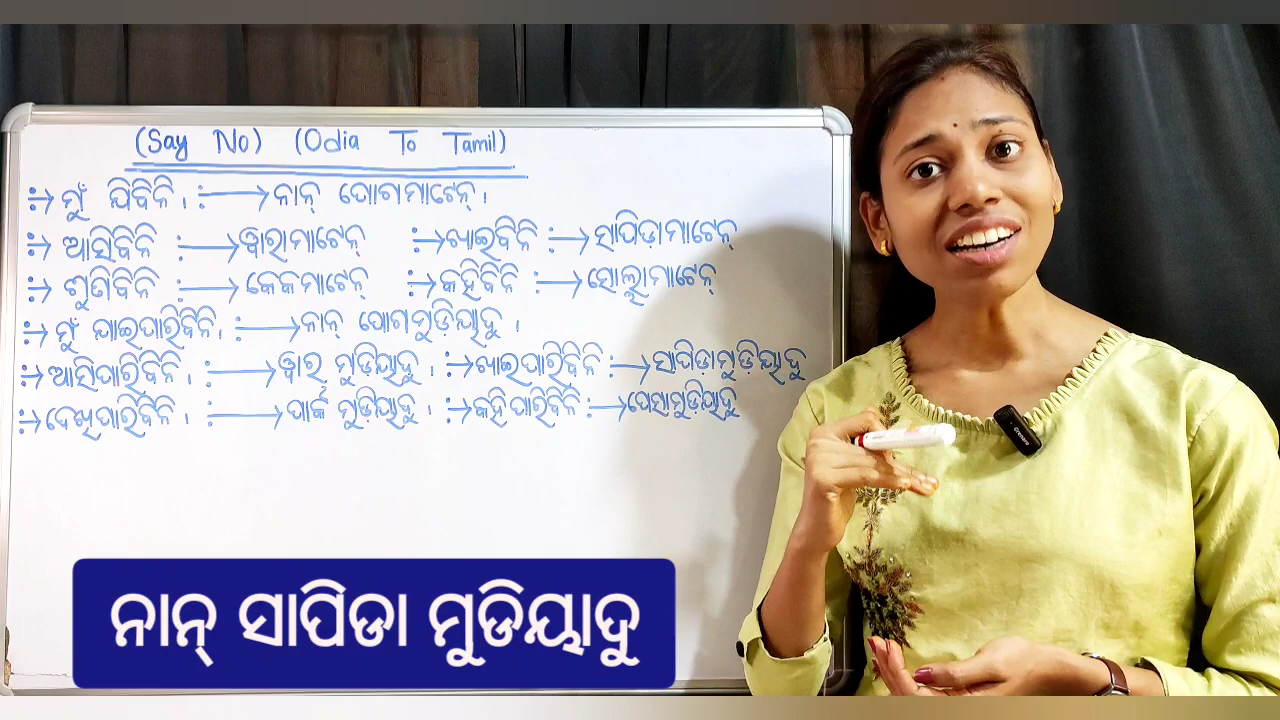 (Say No) (Odia To Tamil)
ମୁଁ ଯିବିନି । → ନାନ୍ ପୋଗମାଟେନ୍ ।
ଆସିବିନି → ୱାରାମାଟେନ୍ → ଖାଇବିନି → ସାପିଡାମାଟେନ୍
ଶୁଣିବିନି → କେକମାଟେନ୍ → କହିବିନି → ସୋଲ୍ଲାମାଟେନ୍
ମୁଁ ଯାଇପାରିବିନି । → ନାନ୍ ପୋଗମୁଡ଼ିୟାଦୁ ।
ଆସିପାରିବିନି । → ୱାର୍ ମୁଡ଼ିୟାଦୁ । → ଖାଇପାରିବିନି → ସାପିଡ଼ାମୁଡ଼ିୟାଦୁ
ଦେଖିପାରିବିନି । → ପାର୍କ ମୁଡ଼ିୟାଦୁ । → କହିପାରିବିନି → ପେସାମୁଡ଼ିୟାଦୁ
ନାନ୍ ସାପିଡା ମୁଡିୟାଦୁ